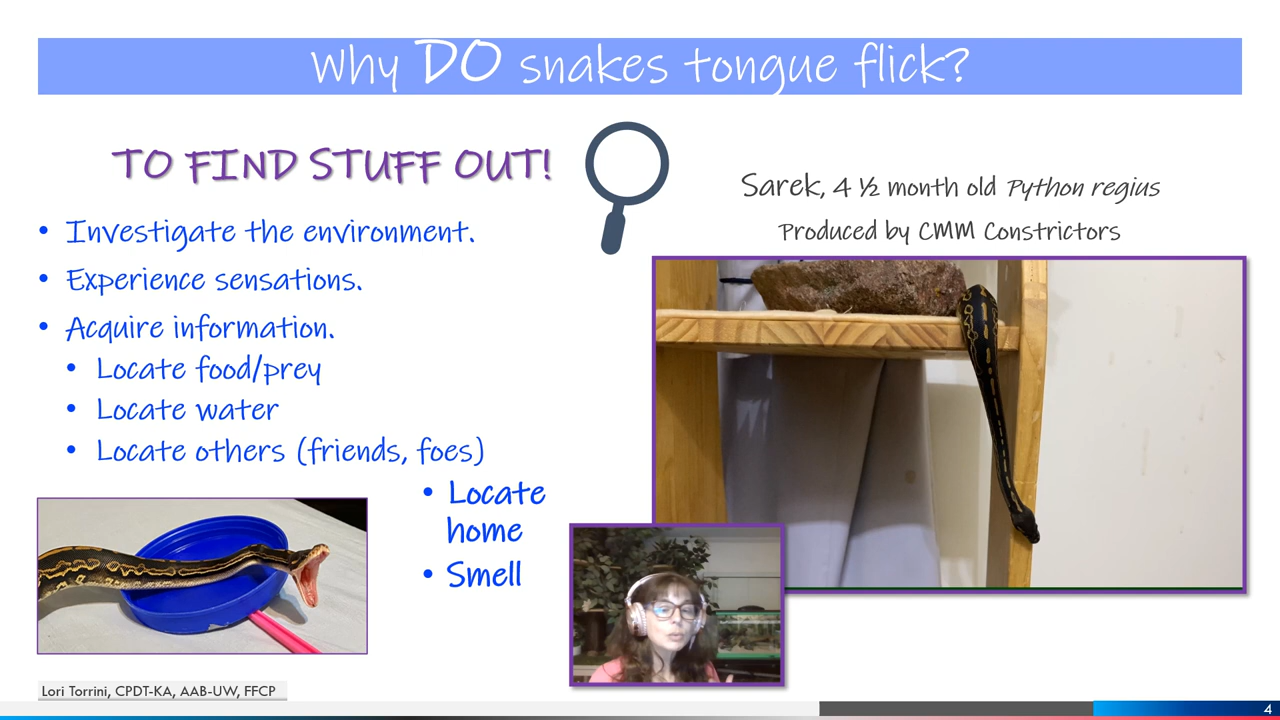 Why DO snakes tongue flick?
TO FIND STUFF OUT!
• Investigate the environment.
• Experience sensations.
• Acquire information.
• Locate food/prey
• Locate water
• Locate others (friends, foes)
• Locate
home
• Smell
Sarek, 4 ½ month old Python regius
Produced by CMM Constrictors
Lori Torrini, CPDT-KA, AAB-UW, FFCP
4